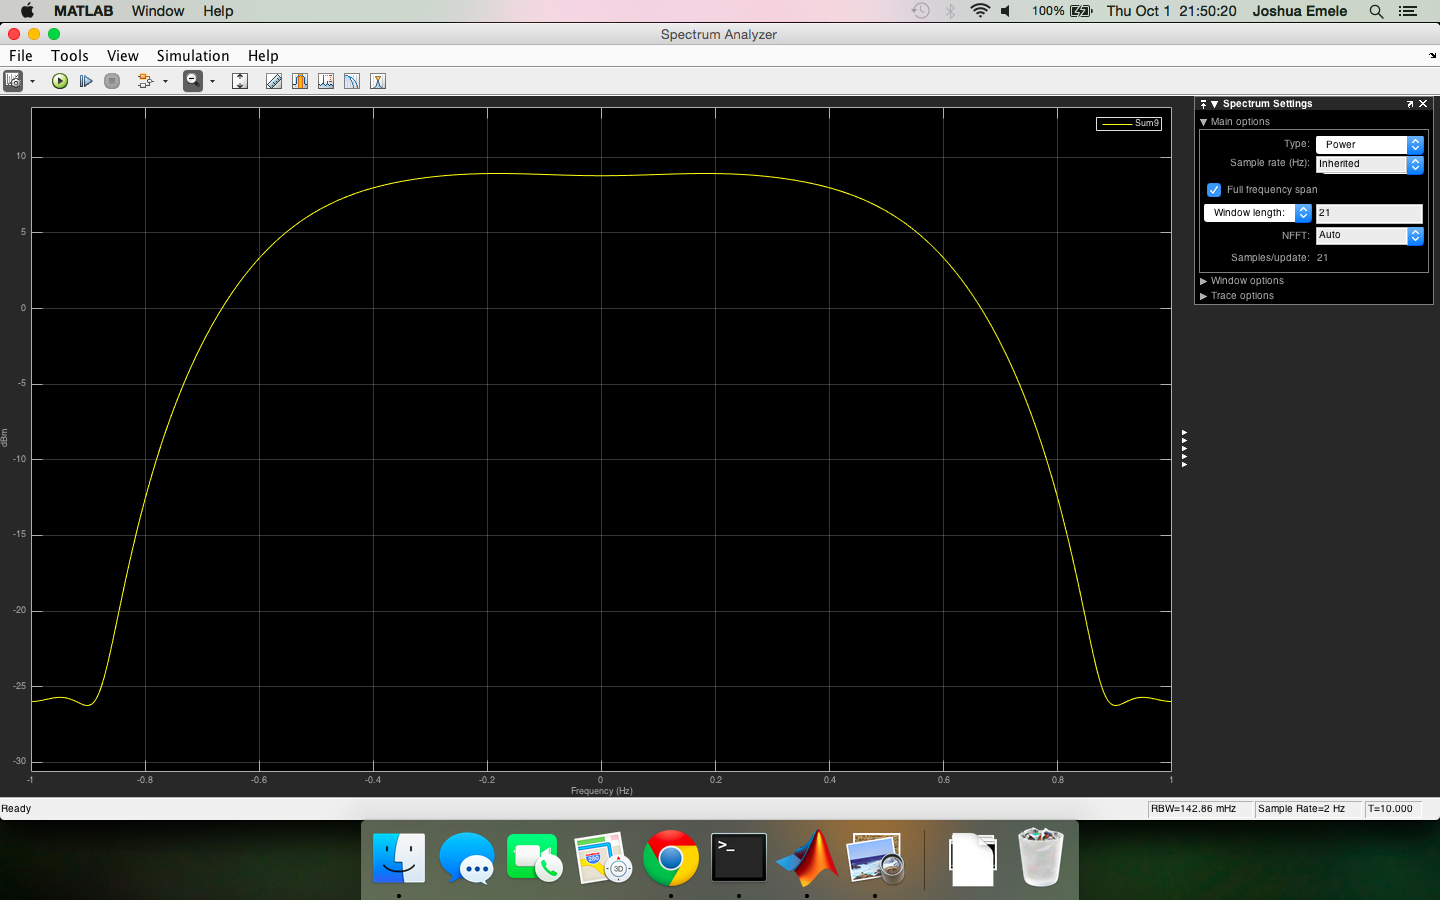 MATLAB Window Help 100% Thu Oct 1 21:50:20 Joshua Emele
Spectrum Analyzer
File Tools View Simulation Help
Spectrum Settings
Main options
Type: Power
Sample rate (Hz): Inherited
Full frequency span
Window length: 21
NFFT: Auto
Samples/update: 21
Window options
Trace options
Sum9
10
5
0
-5
-10
-15
-20
-25
-30
dBm
-1 -0.8 -0.6 -0.4 -0.2 0 0.2 0.4 0.6 0.8 1
Frequency (Hz)
Ready RBW=142.86 mHz Sample Rate=2 Hz T=10.000
280
3D
>_